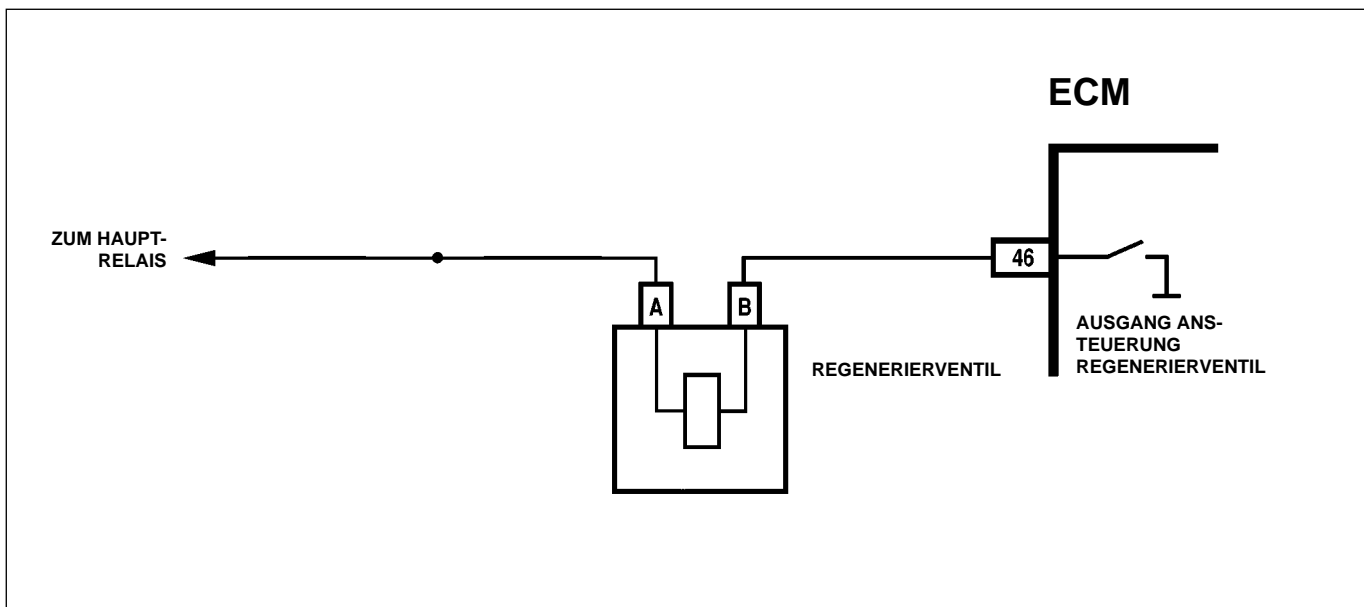 ECM
ZUM HAUPT-
RELAIS
46
A
B
AUSGANG ANS-
TEUERUNG
REGENERIERVENTIL
REGENERIERVENTIL